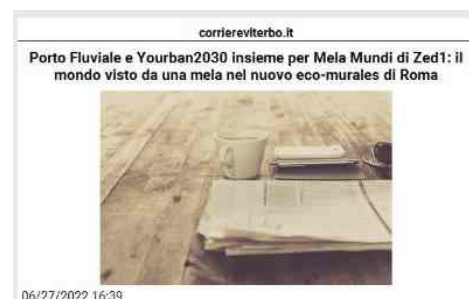 corriereviterbo.it
Porto Fluviale e Yourban2030 insieme per Mela Mundi di Zed1: il
mondo visto da una mela nel nuovo eco-murales di Roma
06/27/2022 16:39